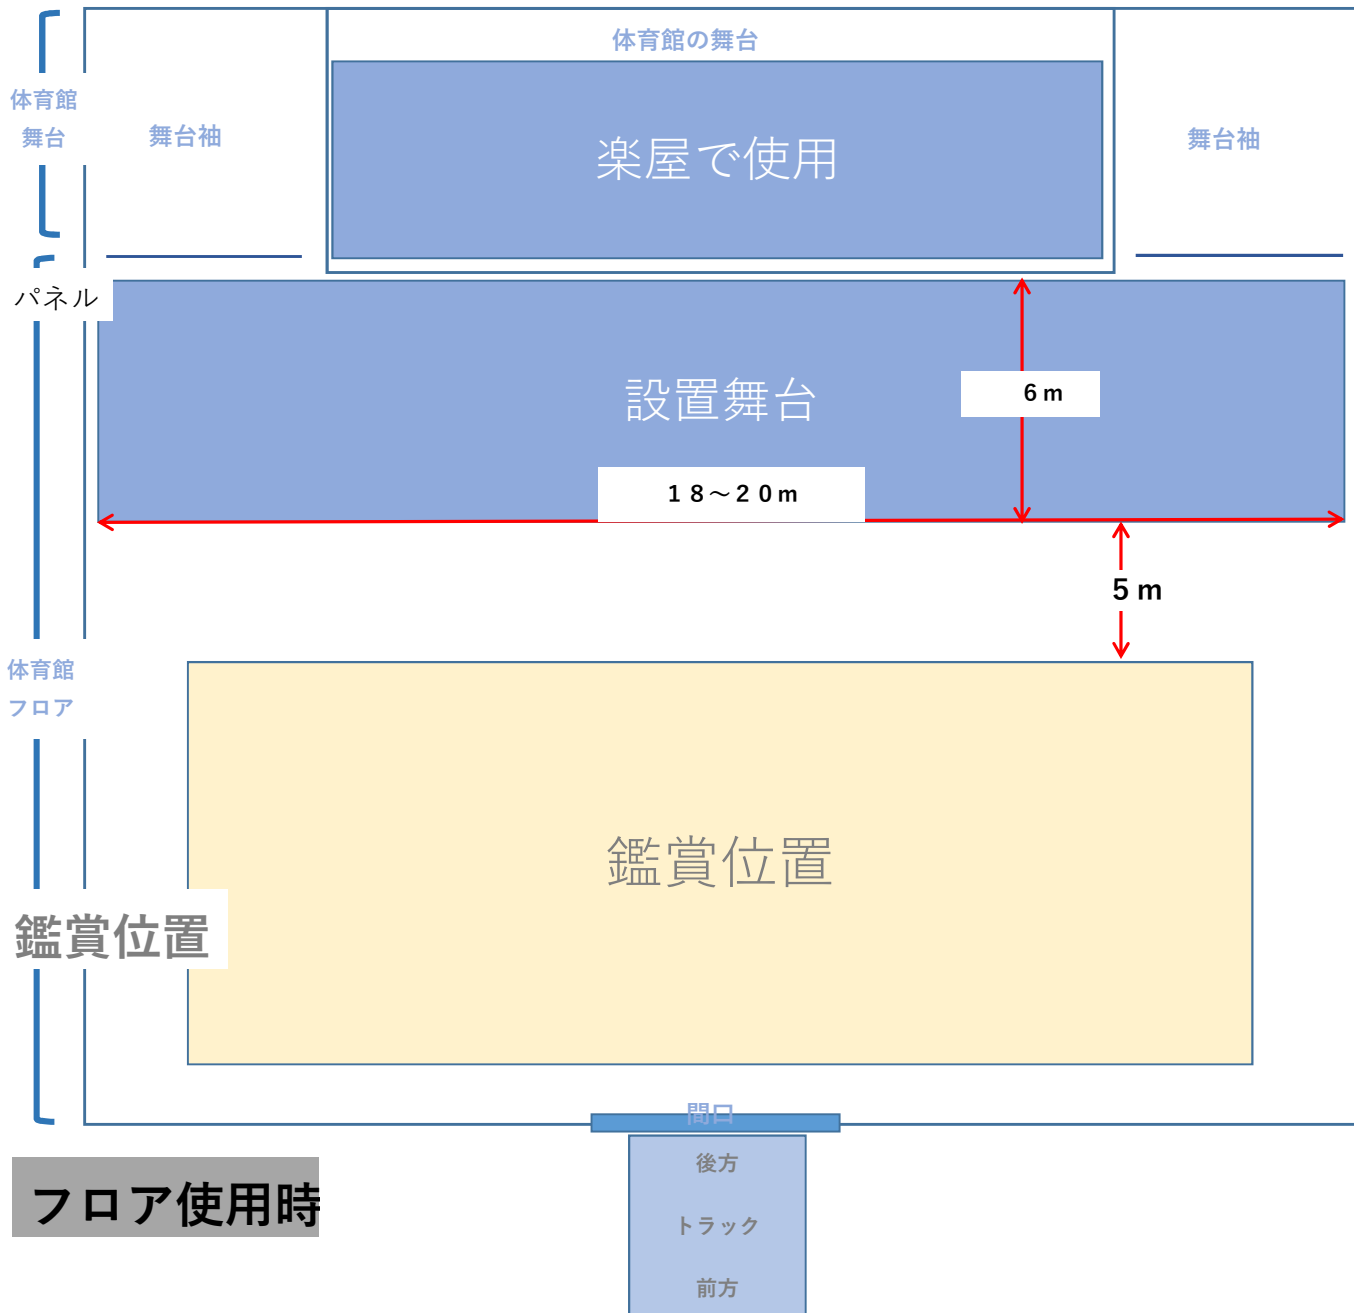 体育館の舞台
体育館
舞台
舞台袖
楽屋で使用
舞台袖
パネル
設置舞台
6m
18～20m
5m
体育館
フロア
鑑賞位置
鑑賞位置
間口
後方
フロア使用時
トラック
前方